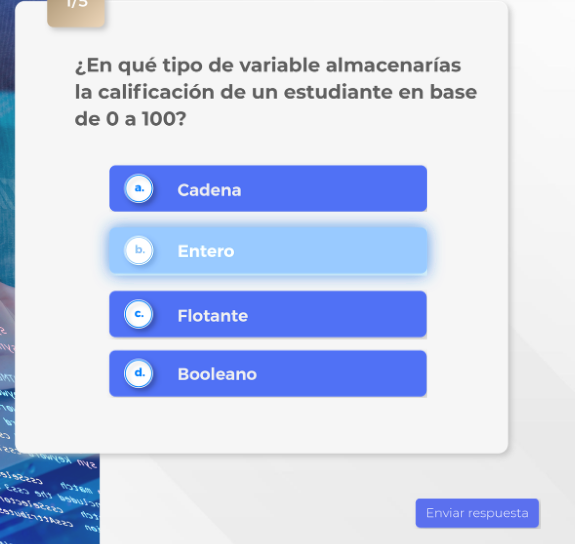 1/5
¿En qué tipo de variable almacenarías
la calificación de un estudiante en base
de 0 a 100?
a. Cadena
b. Entero
c. Flotante
d. Booleano
Enviar respuesta